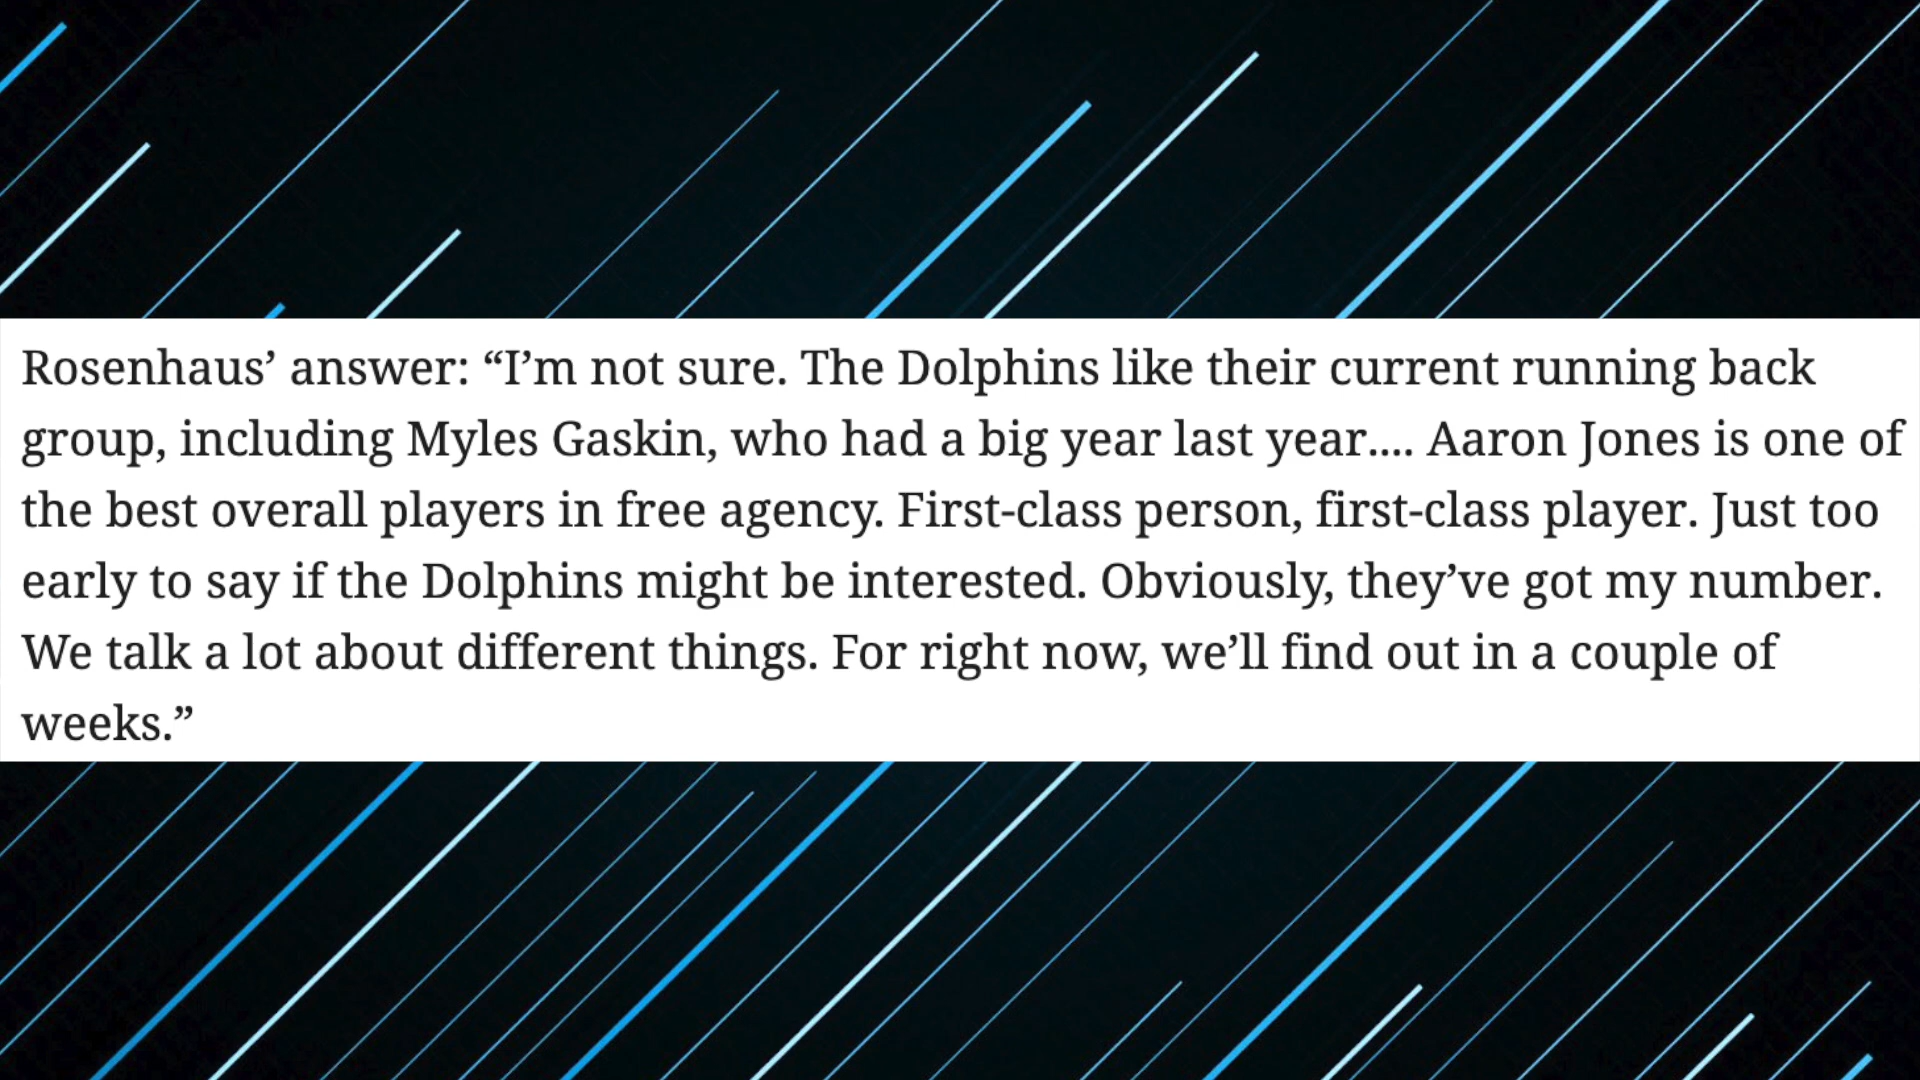 Rosenhaus’ answer: “I’m not sure. The Dolphins like their current running back
group, including Myles Gaskin, who had a big year last year.... Aaron Jones is one of
the best overall players in free agency. First-class person, first-class player. Just too
early to say if the Dolphins might be interested. Obviously, they’ve got my number.
We talk a lot about different things. For right now, we’ll find out in a couple of
weeks.”